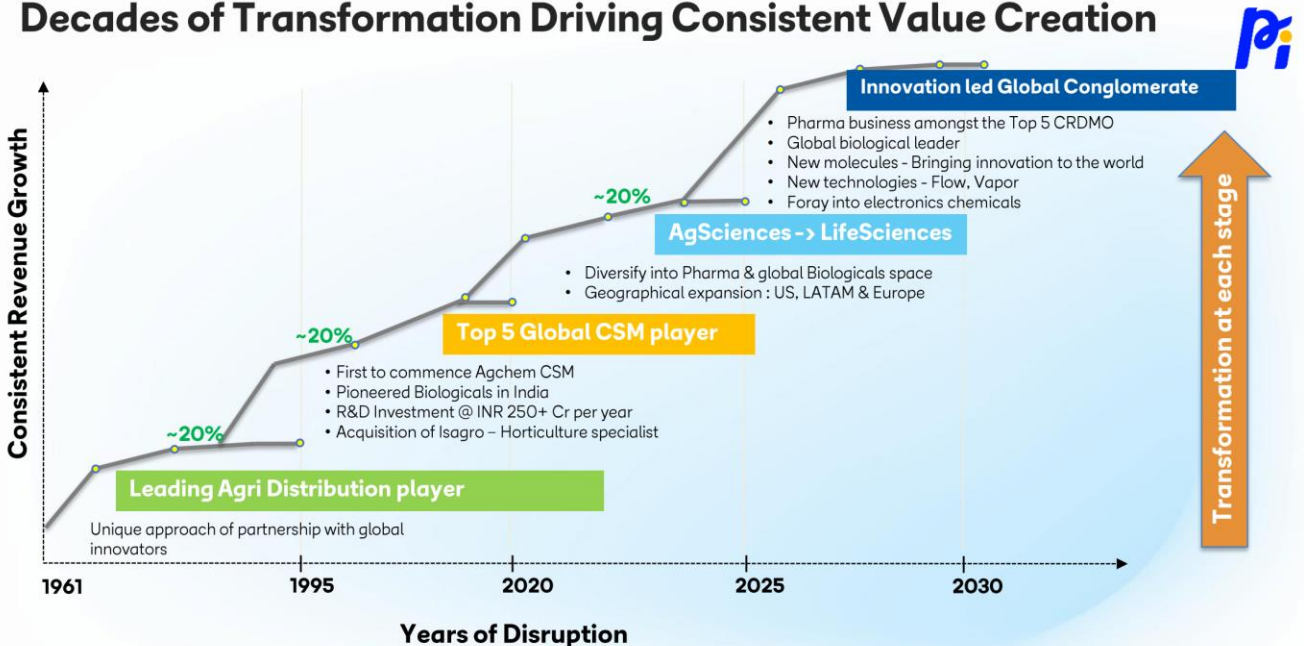 Decades of Transformation Driving Consistent Value Creation
Pi
Consistent Revenue Growth
Innovation led Global Conglomerate
• Pharma business amongst the Top 5 CRDMO
• Global biological leader
• New molecules - Bringing innovation to the world
• New technologies - Flow, Vapor
• Foray into electronics chemicals
~20%
AgSciences -> LifeSciences
• Diversify into Pharma & global Biologicals space
• Geographical expansion : US, LATAM & Europe
~20%
Top 5 Global CSM player
• First to commence Agchem CSM
• Pioneered Biologicals in India
• R&D Investment @ INR 250+ Cr per year
• Acquisition of Isagro – Horticulture specialist
~20%
Leading Agri Distribution player
Unique approach of partnership with global
innovators
Transformation at each stage
1961
1995
2020
2025
2030
Years of Disruption